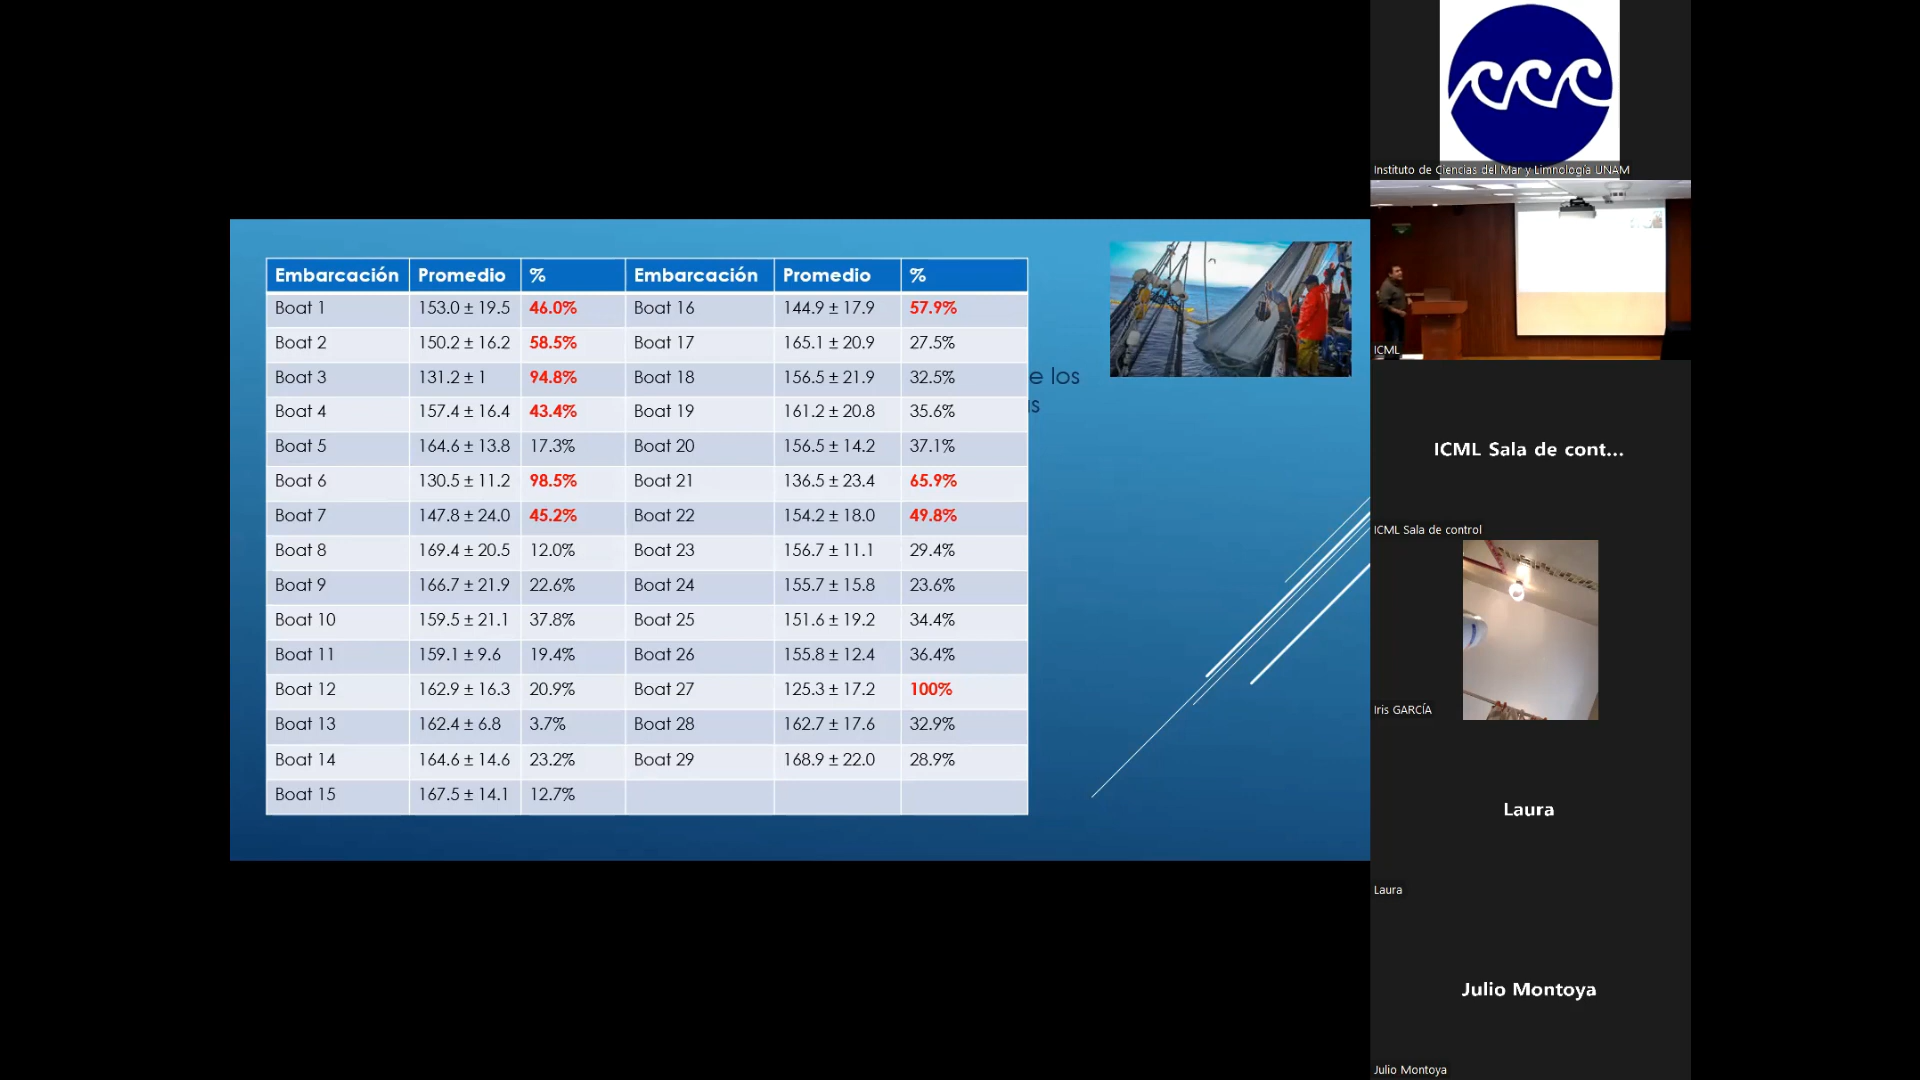 Embarcación Promedio % Embarcación Promedio %
Boat 1 153.0 ± 19.5 46.0% Boat 16 144.9 ± 17.9 57.9%
Boat 2 150.2 ± 16.2 58.5% Boat 17 165.1 ± 20.9 27.5%
Boat 3 131.2 ± 1 94.8% Boat 18 156.5 ± 21.9 32.5%
Boat 4 157.4 ± 16.4 43.4% Boat 19 161.2 ± 20.8 35.6%
Boat 5 164.6 ± 13.8 17.3% Boat 20 156.5 ± 14.2 37.1%
Boat 6 130.5 ± 11.2 98.5% Boat 21 136.5 ± 23.4 65.9%
Boat 7 147.8 ± 24.0 45.2% Boat 22 154.2 ± 18.0 49.8%
Boat 8 169.4 ± 20.5 12.0% Boat 23 156.7 ± 11.1 29.4%
Boat 9 166.7 ± 21.9 22.6% Boat 24 155.7 ± 15.8 23.6%
Boat 10 159.5 ± 21.1 37.8% Boat 25 151.6 ± 19.2 34.4%
Boat 11 159.1 ± 9.6 19.4% Boat 26 155.8 ± 12.4 36.4%
Boat 12 162.9 ± 16.3 20.9% Boat 27 125.3 ± 17.2 100%
Boat 13 162.4 ± 6.8 3.7% Boat 28 162.7 ± 17.6 32.9%
Boat 14 164.6 ± 14.6 23.2% Boat 29 168.9 ± 22.0 28.9%
Boat 15 167.5 ± 14.1 12.7%
e los
Instituto de Ciencias del Mar y Limnología UNAM
ICML
ICML Sala de cont...
ICML Sala de control
Iris GARCÍA
Laura
Laura
Julio Montoya
Julio Montoya